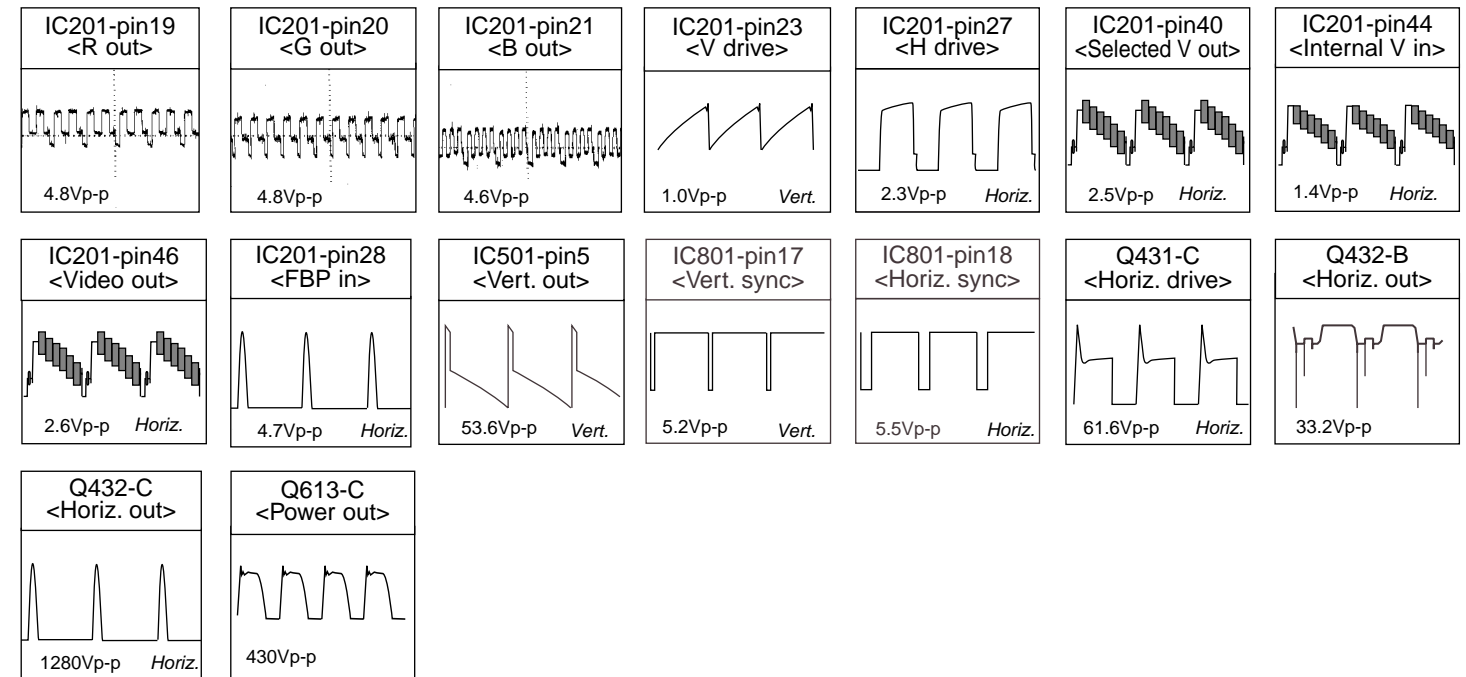 IC201-pin19
<R out>
4.8Vp-p
IC201-pin20
<G out>
4.8Vp-p
IC201-pin21
<B out>
4.6Vp-p
IC201-pin23
<V drive>
1.0Vp-p Vert.
IC201-pin27
<H drive>
2.3Vp-p Horiz.
IC201-pin40
<Selected V out>
2.5Vp-p Horiz.
IC201-pin44
<Internal V in>
1.4Vp-p Horiz.
IC201-pin46
<Video out>
2.6Vp-p Horiz.
IC201-pin28
<FBP in>
4.7Vp-p Horiz.
IC501-pin5
<Vert. out>
53.6Vp-p Vert.
IC801-pin17
<Vert. sync>
5.2Vp-p Vert.
IC801-pin18
<Horiz. sync>
5.5Vp-p Horiz.
Q431-C
<Horiz. drive>
61.6Vp-p Horiz.
Q432-B
<Horiz. out>
33.2Vp-p
Q432-C
<Horiz. out>
1280Vp-p Horiz.
Q613-C
<Power out>
430Vp-p